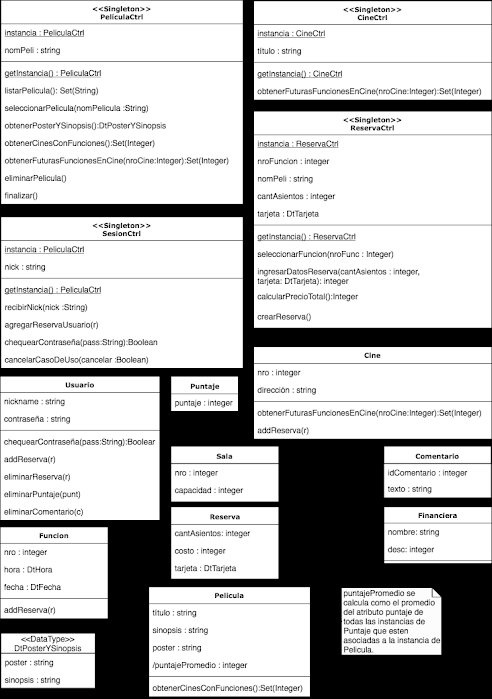 <<Singleton>>
PeliculaCtrl
instancia : PeliculaCtrl
nomPeli : string
getInstancia() : PeliculaCtrl
listarPelicula(): Set(String)
seleccionarPelicula(nomPelicula :String)
obtenerPosterYSinopsis():DtPosterYSinopsis
obtenerCinesConFunciones():Set(Integer)
obtenerFuturasFuncionesEnCine(nroCine:Integer):Set(Integer)
eliminarPelicula()
finalizar()
<<Singleton>>
CineCtrl
instancia : CineCtrl
título : string
getInstancia() : CineCtrl
obtenerFuturasFuncionesEnCine(nroCine:Integer):Set(Integer)
<<Singleton>>
ReservaCtrl
instancia : ReservaCtrl
nroFuncion : integer
nomPeli : string
cantAsientos : integer
tarjeta : DtTarjeta
getInstancia() : ReservaCtrl
seleccionarFuncion(nroFunc : Integer)
ingresarDatosReserva(cantAsientos : integer,
tarjeta: DtTarjeta): integer
calcularPrecioTotal():Integer
crearReserva()
<<Singleton>>
SesionCtrl
instancia : PeliculaCtrl
nick : string
getInstancia() : PeliculaCtrl
recibirNick(nick :String)
agregarReservaUsuario(r)
chequearContraseña(pass:String):Boolean
cancelarCasoDeUso(cancelar :Boolean)
Cine
nro : integer
dirección : string
obtenerFuturasFuncionesEnCine(nroCine:Integer):Set(Integer)
addReserva(r)
Usuario
nickname : string
contraseña : string
chequearContraseña(pass:String):Boolear
addReserva(r)
eliminarReserva(r)
eliminarPuntaje(punt)
eliminarComentario(c)
Puntaje
puntaje : integer
Sala
nro : integer
capacidad : integer
Comentario
idComentario : integer
texto : string
Reserva
cantAsientos: integer
costo : integer
tarjeta : DtTarjeta
Financiera
nombre: string
desc: integer
Funcion
nro : integer
hora : DtHora
fecha : DtFecha
addReserva(r)
Pelicula
título : string
sinopsis : string
poster : string
/puntajePromedio : integer
obtenerCinesConFunciones():Set(Integer)
puntajePromedio se
calcula como el promedio
del atributo puntaje de
todas las instancias de
Puntaje que esten
asociadas a la instancia de
Pelicula.
<<DataType>>
DtPosterYSinopsis
poster : string
sinopsis : string